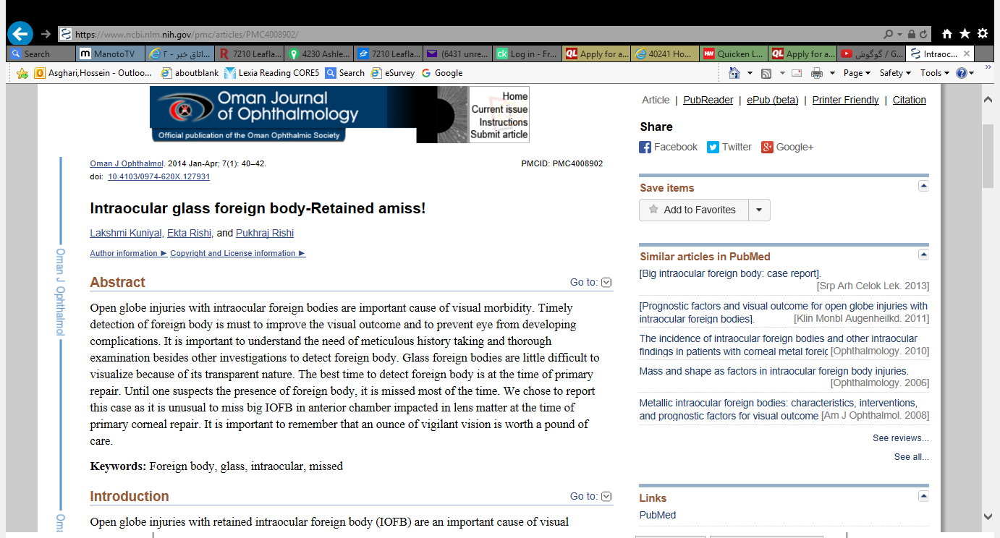 https://www.ncbi.nlm.nih.gov/pmc/articles/PMC4008902/
Search
ManotoTV
اتاق خبر - ۲...
7210 Leafla...
4230 Ashle...
7210 Leafla...
(6431 unre...
Log in - Fr...
Apply for a...
40241 Ho...
Quicken L...
Apply for a...
گوگوش / G...
Intraoc...
Asghari,Hossein - Outloo...
aboutblank
Lexia Reading CORE5
Search
eSurvey
Google
Page
Safety
Tools
Oman Journal
of Ophthalmology
Official publication of the Oman Ophthalmic Society
Home
Current issue
Instructions
Submit article
Oman J Ophthalmol. 2014 Jan-Apr; 7(1): 40–42.
PMCID: PMC4008902
doi: 10.4103/0974-620X.127931
Intraocular glass foreign body-Retained amiss!
Lakshmi Kuniyal, Ekta Rishi, and Pukhraj Rishi
Author information ► Copyright and License information ►
Oman J Ophthalmol
Abstract
Go to:
Open globe injuries with intraocular foreign bodies are important cause of visual morbidity. Timely
detection of foreign body is must to improve the visual outcome and to prevent eye from developing
complications. It is important to understand the need of meticulous history taking and thorough
examination besides other investigations to detect foreign body. Glass foreign bodies are little difficult to
visualize because of its transparent nature. The best time to detect foreign body is at the time of primary
repair. Until one suspects the presence of foreign body, it is missed most of the time. We chose to report
this case as it is unusual to miss big IOFB in anterior chamber impacted in lens matter at the time of
primary corneal repair. It is important to remember that an ounce of vigilant vision is worth a pound of
care.
Keywords: Foreign body, glass, intraocular, missed
Introduction
Go to:
Open globe injuries with retained intraocular foreign body (IOFB) are an important cause of visual
Oma
Article | PubReader | ePub (beta) | Printer Friendly | Citation
Share
Facebook
Twitter
Google+
Save items
Add to Favorites
Similar articles in PubMed
[Big intraocular foreign body: case report].
[Srp Arh Celok Lek. 2013]
[Prognostic factors and visual outcome for open globe injuries with
intraocular foreign bodies]. [Klin Monbl Augenheilkd. 2011]
The incidence of intraocular foreign bodies and other intraocular
findings in patients with corneal metal foreig [Ophthalmology. 2010]
Mass and shape as factors in intraocular foreign body injuries.
[Ophthalmology. 2006]
Metallic intraocular foreign bodies: characteristics, interventions,
and prognostic factors for visual outcome [Am J Ophthalmol. 2008]
See reviews...
See all...
Links
PubMed